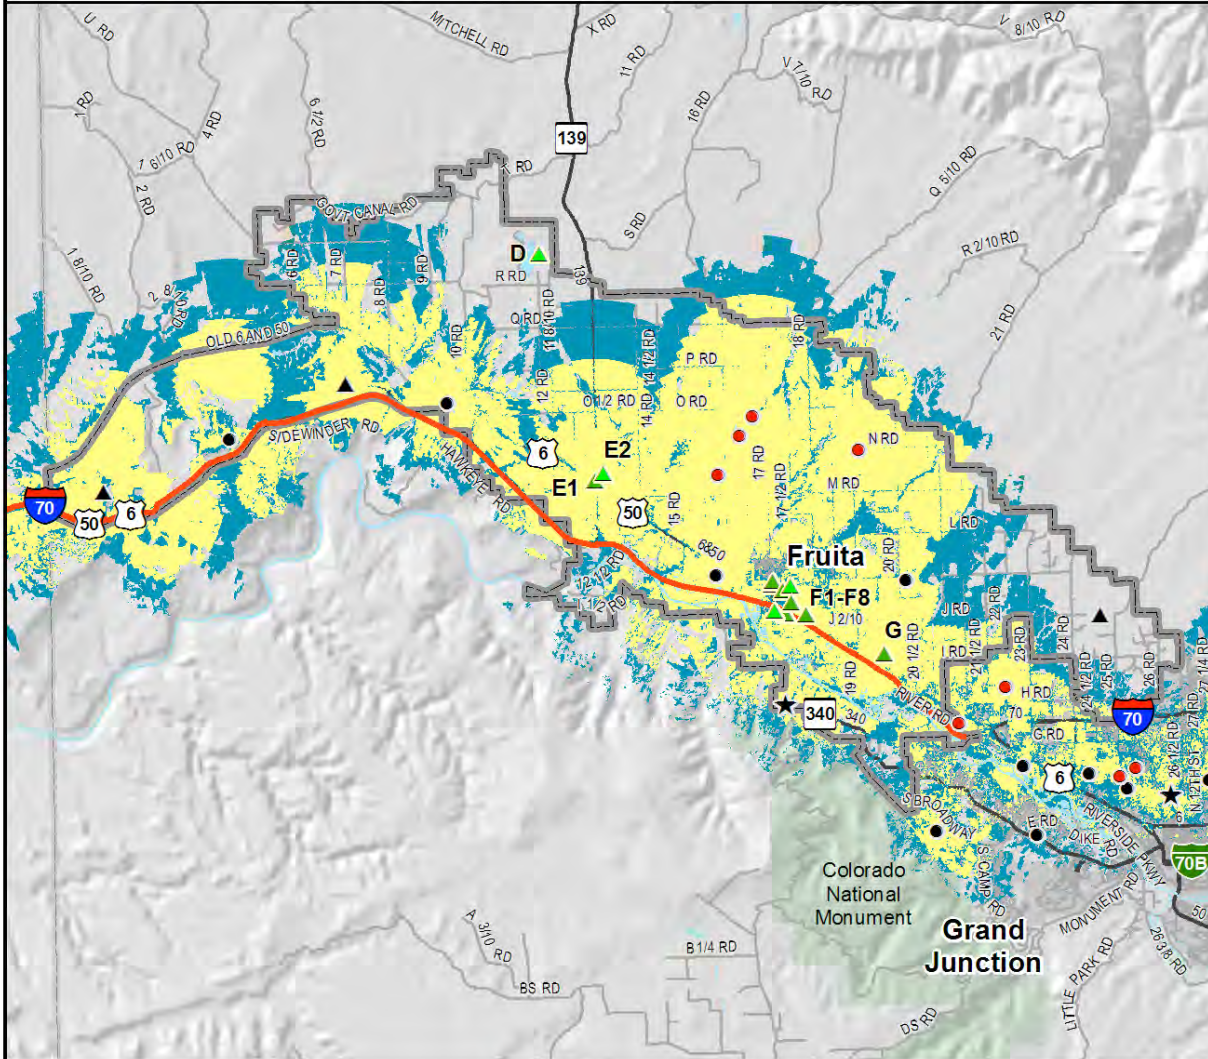 U RD
MITCHELL RD
X RD
V 8/10 RD
11 RD
V 7/10 RD
1 RD
4 RD
6 1/2 RD
16 RD
139
1 6/10 RD
X RD
Q 5/10 RD
2 RD
GOVT CANAL RD
S RD
R 2/10 RD
1 8/10 RD
6 RD
7 RD
8 RD
9 RD
D
R RD
139
2 8/10 RD
11 8/10 RD
21 RD
OLD 6 AND 50
10 RD
Q RD
14 1/2 RD
18 RD
P RD
12 RD
O 1/2 RD
14 RD
O RD
SIDEWINDER RD
HAWKEYE RD
6
E2
17 RD
N RD
E1
M RD
70
50
6
50
15 RD
17 1/2 RD
L RD
6&50
Fruita
20 RD
12 1/2 RD
F1-F8
J RD
22 RD
J 2/10
I 1/2 RD
G
I RD
21 1/2 RD
23 RD
24 RD
20 1/2 RD
19 RD
24 1/2 RD
25 RD
26 RD
27 1/4 RD
H RD
RIVER RD
340
340
70
70
27 RD
G RD
26 1/2 RD
N 12TH ST
6
S BROADWAY
E RD
DIKE RD
RIVERSIDE PKWY
6
70B
Colorado
National
Monument
S CAMP RD
MONUMENT RD
50
Grand
Junction
A 3/10 RD
B 1/4 RD
26 3/8 RD
LITTLE PARK RD
BS RD
DS RD